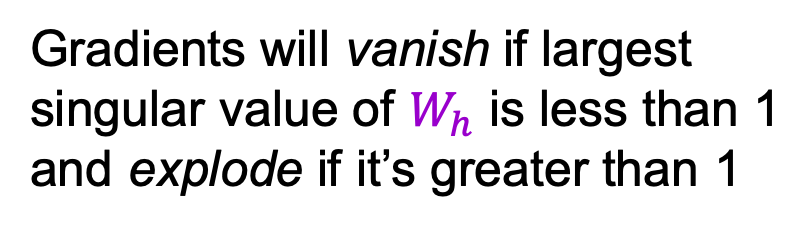 Gradients will vanish if largest
singular value of Wₕ is less than 1
and explode if it’s greater than 1